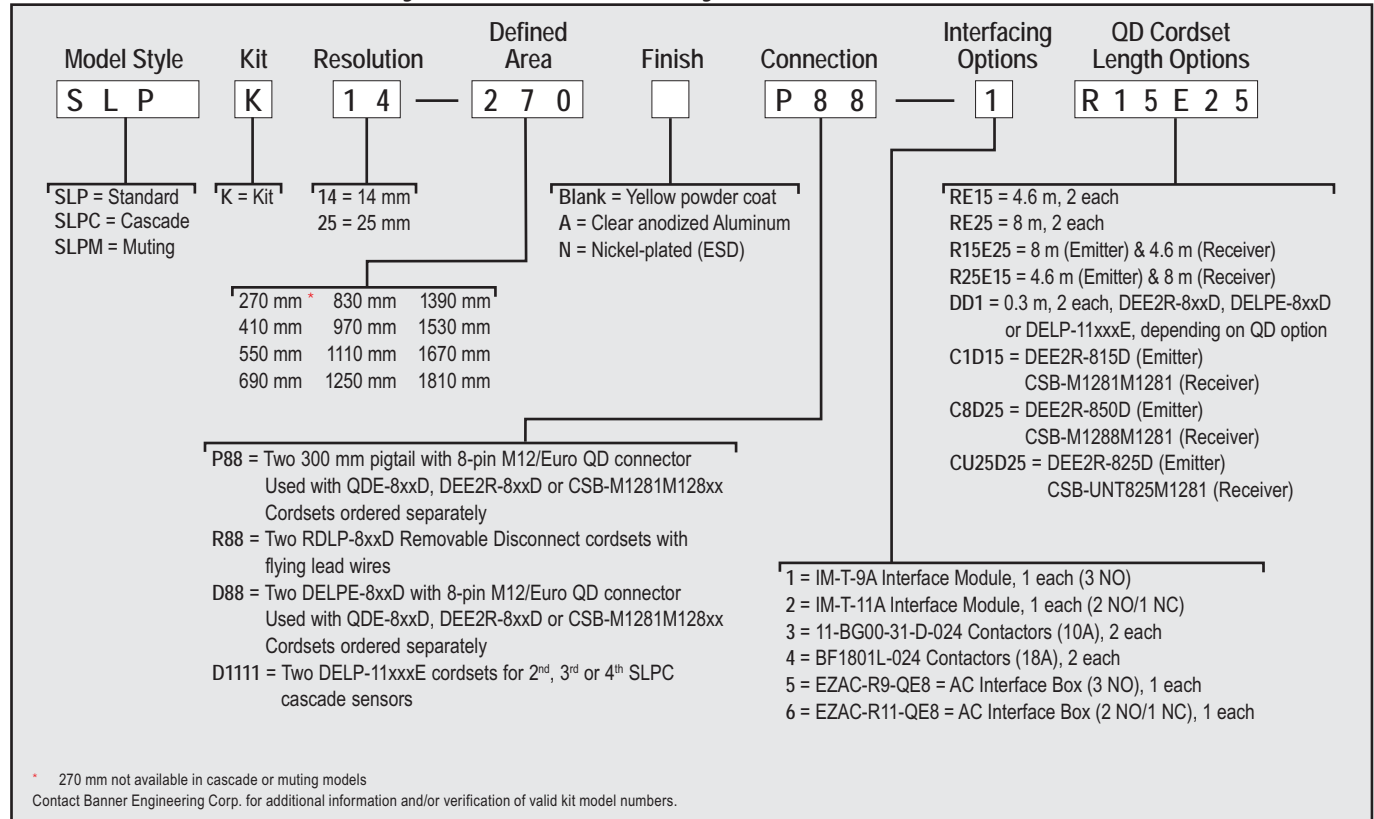 Model Style Kit Resolution Defined Area Finish Connection Interfacing Options QD Cordset Length Options
S L P K 1 4 — 2 7 0 P 8 8 — 1 R 1 5 E 2 5
SLP = Standard
SLPC = Cascade
SLPM = Muting
K = Kit
14 = 14 mm
25 = 25 mm
270 mm * 830 mm 1390 mm
410 mm 970 mm 1530 mm
550 mm 1110 mm 1670 mm
690 mm 1250 mm 1810 mm
Blank = Yellow powder coat
A = Clear anodized Aluminum
N = Nickel-plated (ESD)
P88 = Two 300 mm pigtail with 8-pin M12/Euro QD connector
Used with QDE-8xxD, DEE2R-8xxD or CSB-M1281M128xx
Cordsets ordered separately
R88 = Two RDLP-8xxD Removable Disconnect cordsets with
flying lead wires
D88 = Two DELPE-8xxD with 8-pin M12/Euro QD connector
Used with QDE-8xxD, DEE2R-8xxD or CSB-M1281M128xx
Cordsets ordered separately
D1111 = Two DELP-11xxxE cordsets for 2nd, 3rd or 4th SLPC
cascade sensors
1 = IM-T-9A Interface Module, 1 each (3 NO)
2 = IM-T-11A Interface Module, 1 each (2 NO/1 NC)
3 = 11-BG00-31-D-024 Contactors (10A), 2 each
4 = BF1801L-024 Contactors (18A), 2 each
5 = EZAC-R9-QE8 = AC Interface Box (3 NO), 1 each
6 = EZAC-R11-QE8 = AC Interface Box (2 NO/1 NC), 1 each
RE15 = 4.6 m, 2 each
RE25 = 8 m, 2 each
R15E25 = 8 m (Emitter) & 4.6 m (Receiver)
R25E15 = 4.6 m (Emitter) & 8 m (Receiver)
DD1 = 0.3 m, 2 each, DEE2R-8xxD, DELPE-8xxD
or DELP-11xxxE, depending on QD option
C1D15 = DEE2R-815D (Emitter)
CSB-M1281M1281 (Receiver)
C8D25 = DEE2R-850D (Emitter)
CSB-M1288M1281 (Receiver)
CU25D25 = DEE2R-825D (Emitter)
CSB-UNT825M1281 (Receiver)
* 270 mm not available in cascade or muting models
Contact Banner Engineering Corp. for additional information and/or verification of valid kit model numbers.